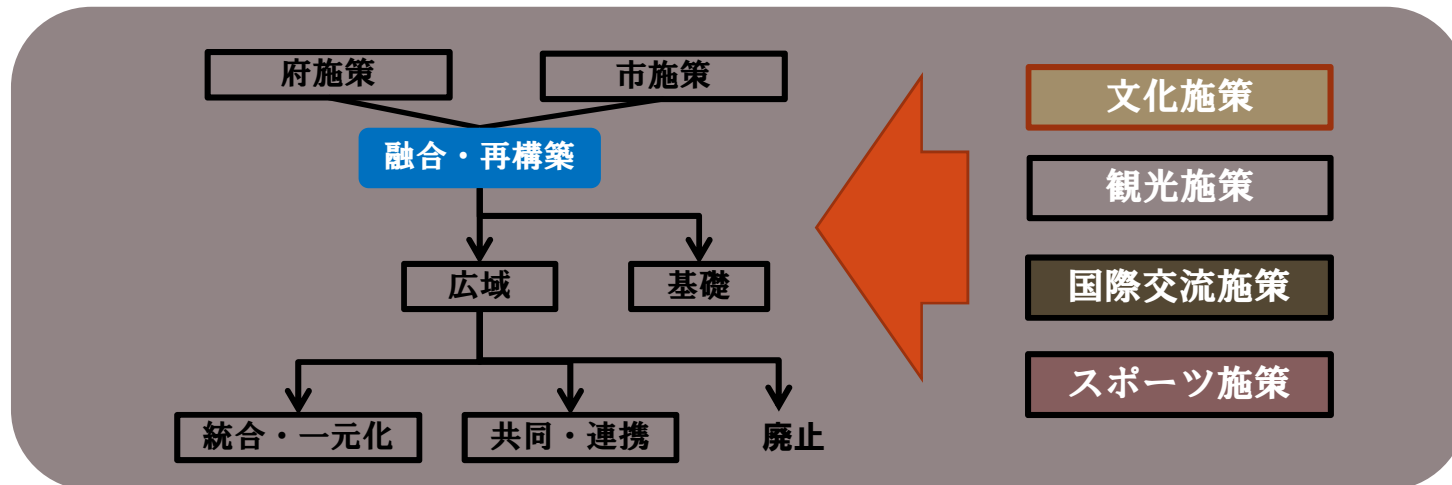 府施策
市施策
融合・再構築
広域
基礎
統合・一元化
共同・連携
廃止
文化施策
観光施策
国際交流施策
スポーツ施策